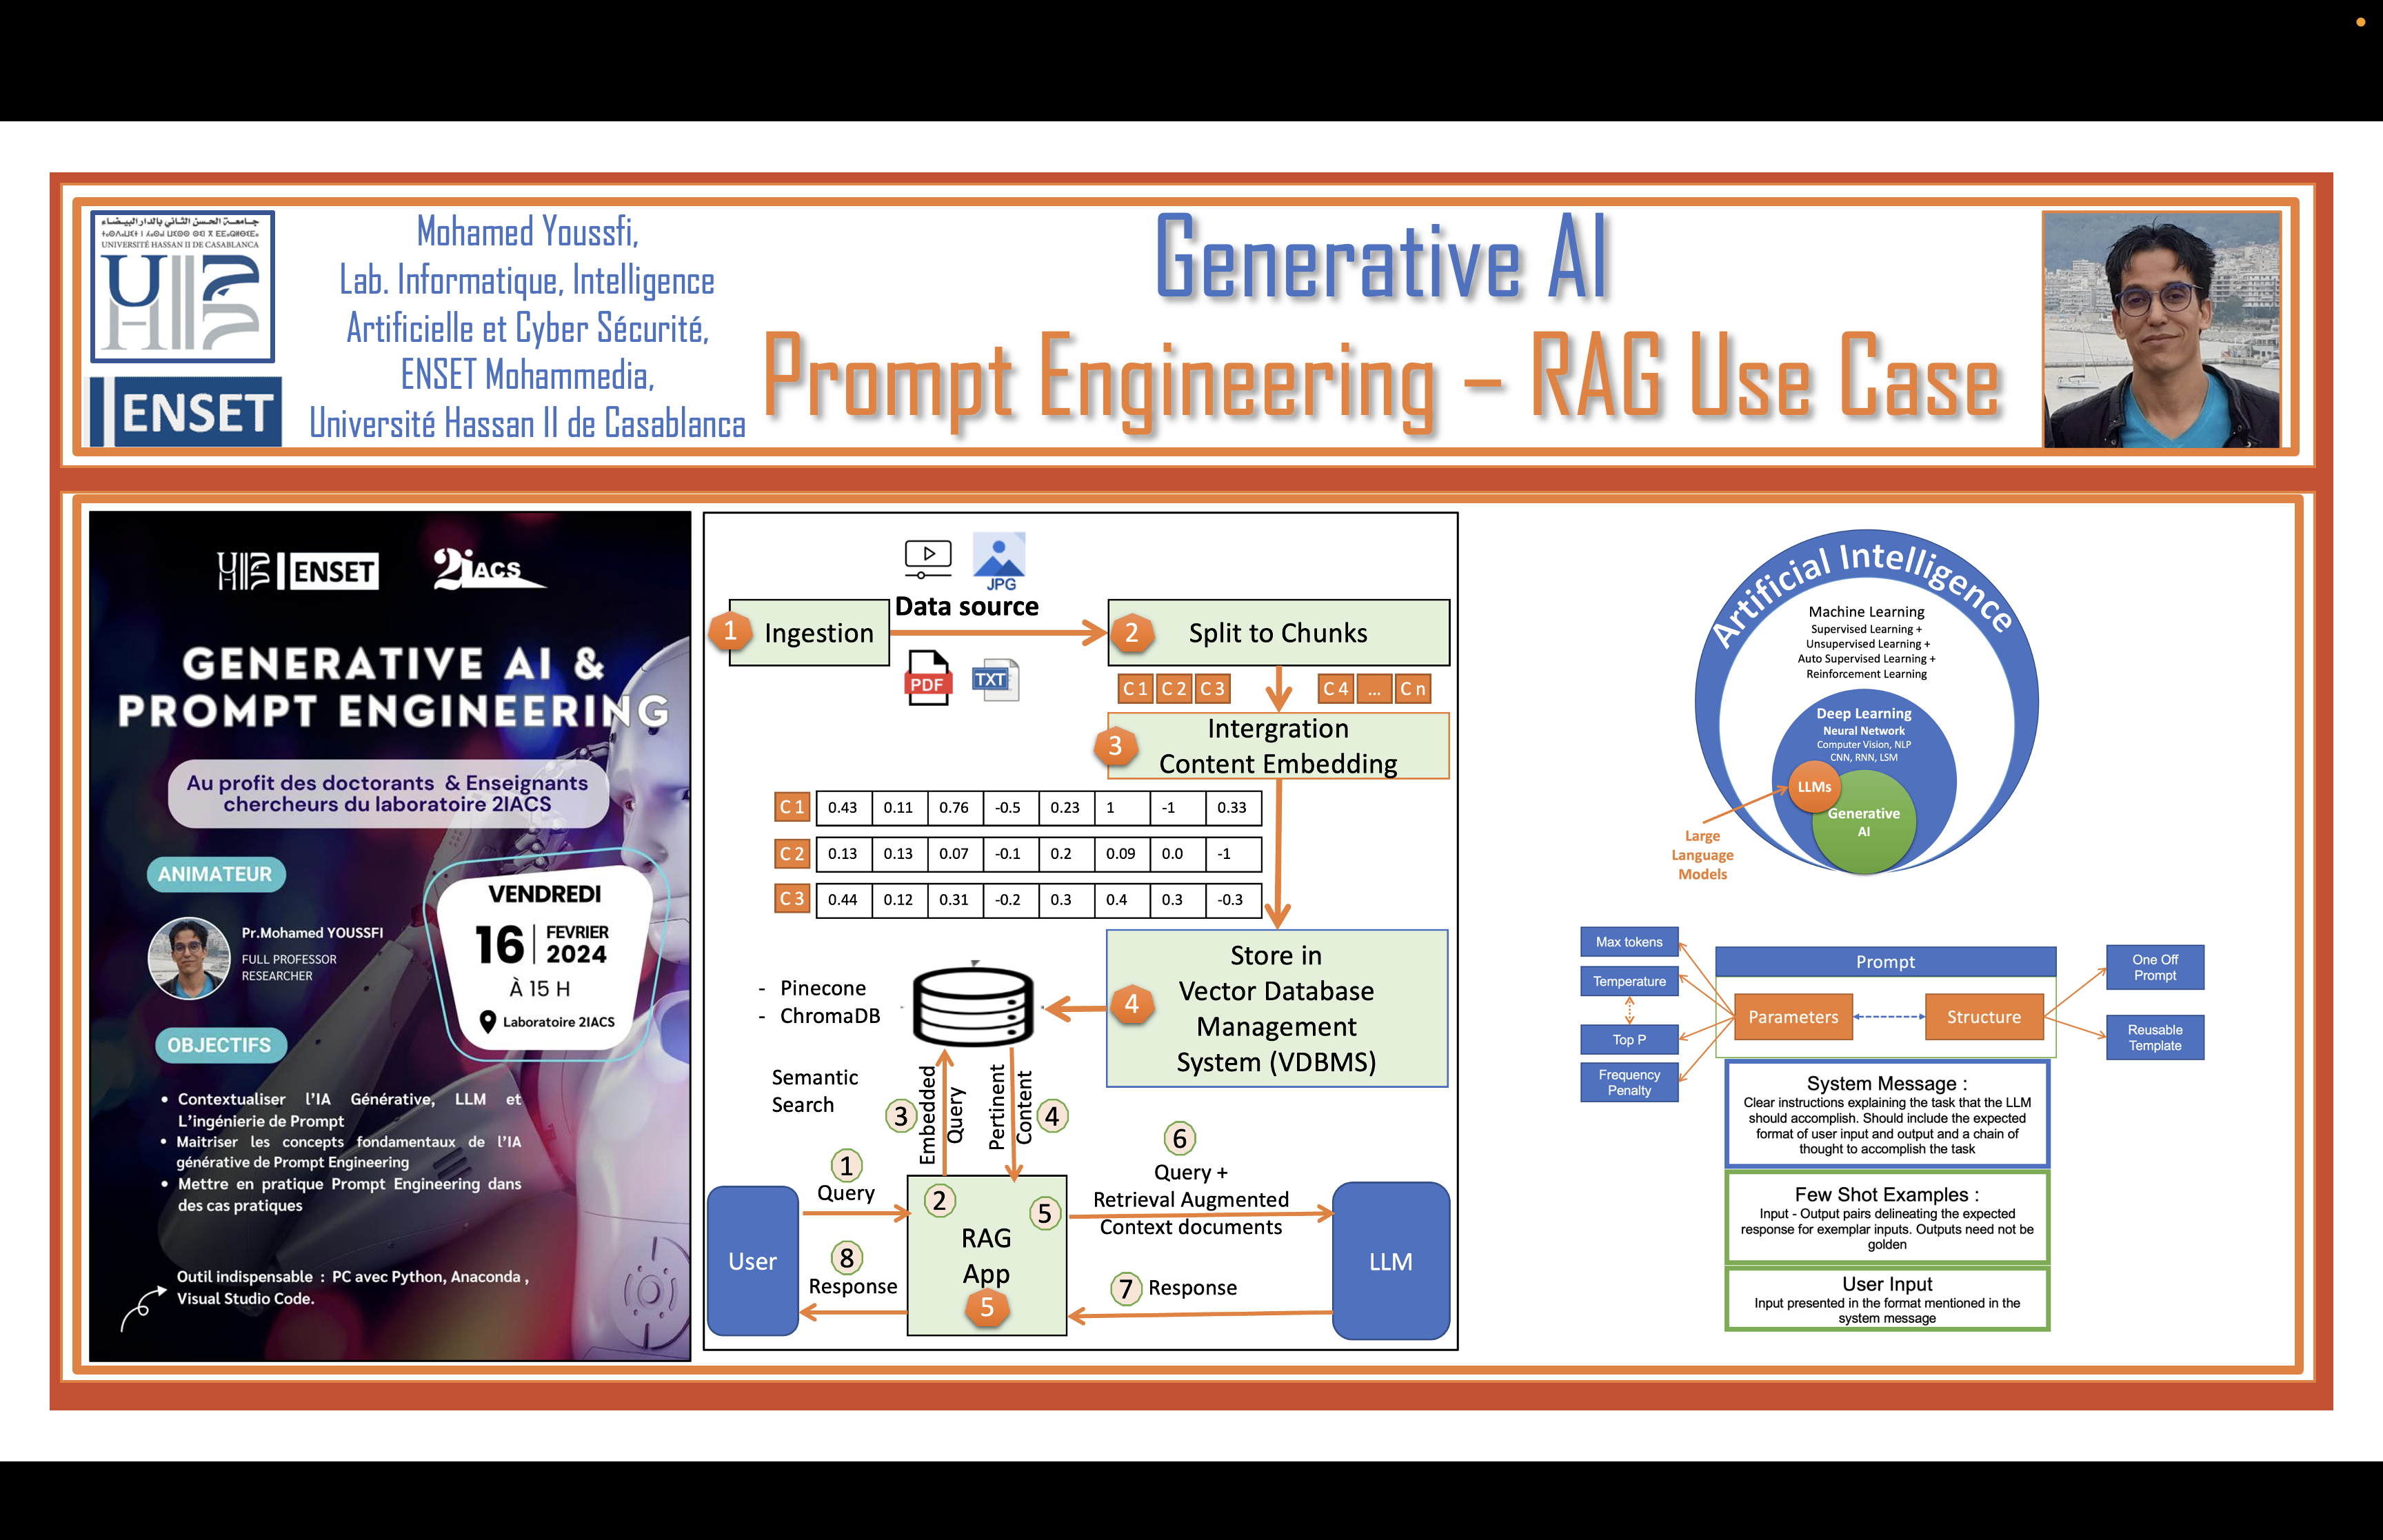 جامعة الحسن الثاني بالدار البيضاء
UNIVERSITÉ HASSAN II DE CASABLANCA
ENSET
Mohamed Youssfi,
Lab. Informatique, Intelligence
Artificielle et Cyber Sécurité,
ENSET Mohammedia,
Université Hassan II de Casablanca
Generative AI
Prompt Engineering – RAG Use Case
ENSET
2iACS
GENERATIVE AI &
PROMPT ENGINEERING
Au profit des doctorants & Enseignants
chercheurs du laboratoire 2IACS
ANIMATEUR
Pr.Mohamed YOUSSFI
FULL PROFESSOR
RESEARCHER
VENDREDI
16 FEVRIER
2024
À 15 H
Laboratoire 2IACS
OBJECTIFS
• Contextualiser l'IA Générative, LLM et
L'ingénierie de Prompt
• Maitriser les concepts fondamentaux de l'IA
générative de Prompt Engineering
• Mettre en pratique Prompt Engineering dans
des cas pratiques
Outil indispensable : PC avec Python, Anaconda ,
Visual Studio Code.
JPG
Data source
1 Ingestion
PDF
TXT
2 Split to Chunks
C 1 C 2 C 3 C 4 ... C n
3 Intergration
Content Embedding
C 1 0.43 0.11 0.76 -0.5 0.23 1 -1 0.33
C 2 0.13 0.13 0.07 -0.1 0.2 0.09 0.0 -1
C 3 0.44 0.12 0.31 -0.2 0.3 0.4 0.3 -0.3
4 Store in
Vector Database
Management
System (VDBMS)
- Pinecone
- ChromaDB
Semantic
Search
3 Embedded
Query
Pertinent
Content 4
1
Query
8
Response
User
2
5
RAG
App
5
6
Query +
Retrieval Augmented
Context documents
7 Response
LLM
Artificial Intelligence
Machine Learning
Supervised Learning +
Unsupervised Learning +
Auto Supervised Learning +
Reinforcement Learning
Deep Learning
Neural Network
Computer Vision, NLP
CNN, RNN, LSM
LLMs
Generative
AI
Large
Language
Models
Max tokens
Temperature
Top P
Frequency
Penalty
Prompt
Parameters
Structure
One Off
Prompt
Reusable
Template
System Message :
Clear instructions explaining the task that the LLM
should accomplish. Should include the expected
format of user input and output and a chain of
thought to accomplish the task
Few Shot Examples :
Input - Output pairs delineating the expected
response for exemplar inputs. Outputs need not be
golden
User Input
Input presented in the format mentioned in the
system message